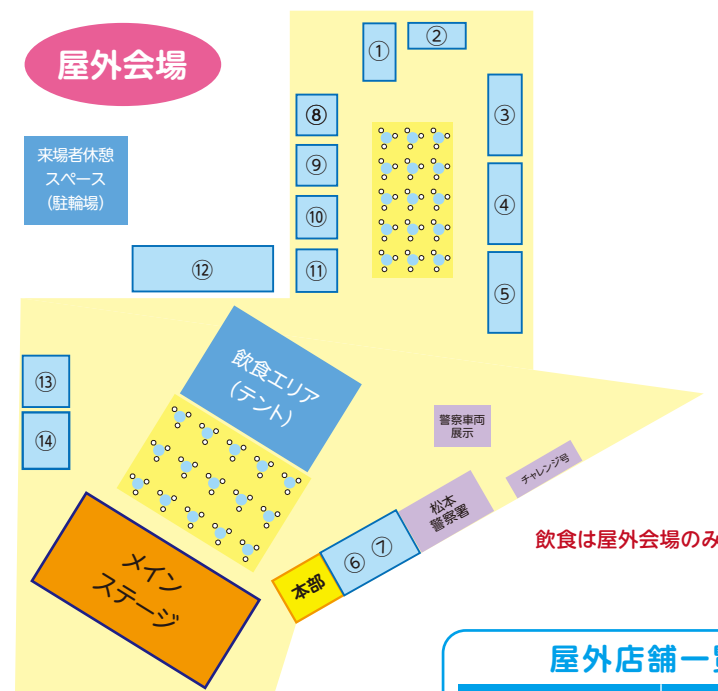 屋外会場
①
②
③
④
⑤
⑧
⑨
⑩
⑪
⑫
⑬
⑭
来場者休憩
スペース
(駐輪場)
飲食エリア
(テント)
警察車両
展示
チャレンジ号
松本
警察署
⑥ ⑦
本部
メイン
ステージ
飲食は屋外会場のみ
屋外店舗一